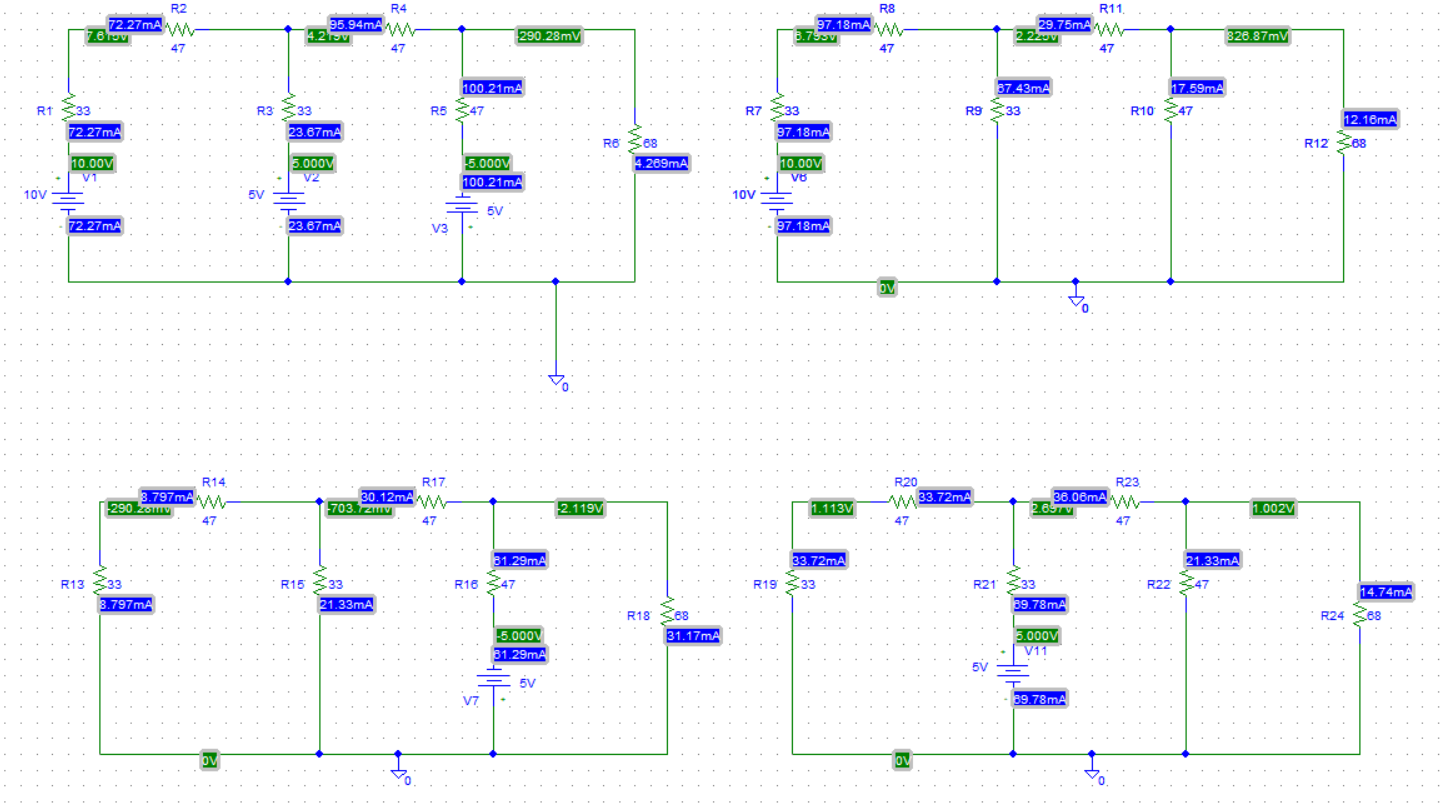 R2
R4
R8
R11
72.27mA
95.94mA
97.18mA
29.75mA
7.615V
4.219V
-290.28mV
6.793V
2.225V
826.87mV
47
47
47
47
100.21mA
67.43mA
17.59mA
R1
33
R3
33
R5
47
R7
33
R9
33
R10
47
12.16mA
72.27mA
23.67mA
97.18mA
R6
68
R12
68
10.00V
5.000V
-5.000V
4.269mA
10.00V
+
V1
+
V2
100.21mA
+
V6
10V
5V
5V
10V
-
72.27mA
-
23.67mA
V3
+
-
97.18mA
0V
0
0
R14
R17
R20
R23
8.797mA
30.12mA
33.72mA
36.06mA
-290.28mV
-703.72mV
-2.119V
1.113V
2.697V
1.002V
47
47
47
47
61.29mA
33.72mA
21.33mA
R13
33
R15
33
R16
47
R19
33
R21
33
R22
47
14.74mA
8.797mA
21.33mA
69.78mA
R18
68
R24
68
-5.000V
31.17mA
5.000V
61.29mA
+
V11
5V
5V
V7
+
-
69.78mA
0V
0V
0
0